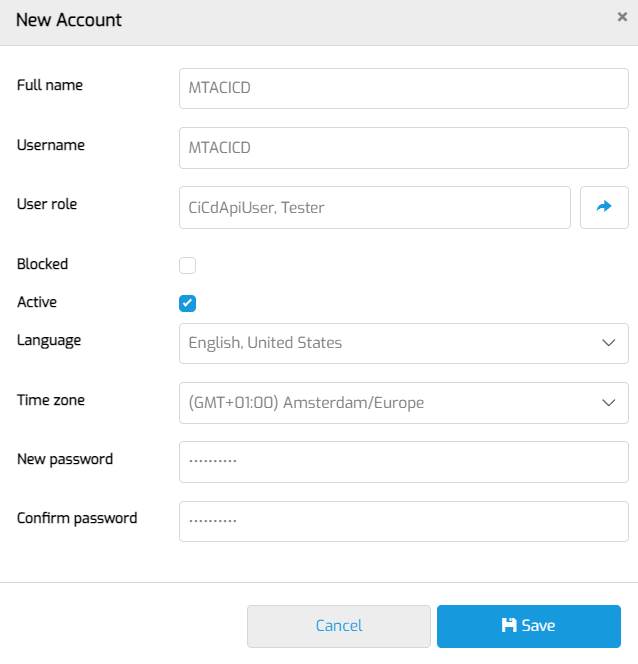 New Account
×
Full name
MTACICD
Username
MTACICD
User role
CiCdApiUser, Tester
Blocked
Active
Language
English, United States
Time zone
(GMT+01:00) Amsterdam/Europe
New password
··········
Confirm password
··········
Cancel
Save